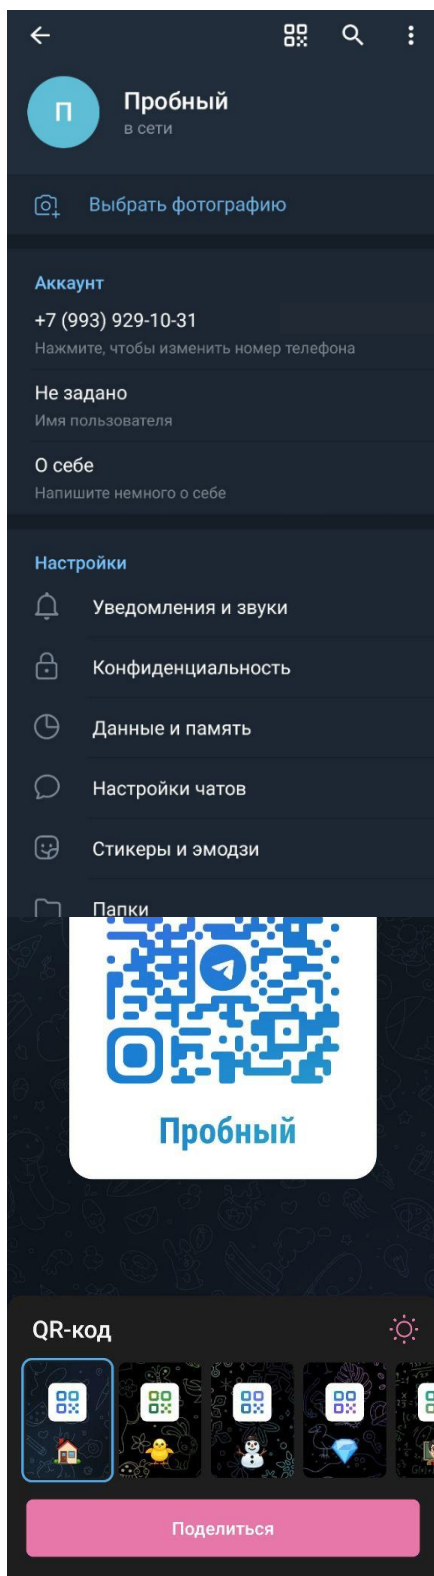 П
Пробный
в сети
Выбрать фотографию
Аккаунт
+7 (993) 929-10-31
Нажмите, чтобы изменить номер телефона
Не задано
Имя пользователя
О себе
Напишите немного о себе
Настройки
Уведомления и звуки
Конфиденциальность
Данные и память
Настройки чатов
Стикеры и эмодзи
Папки
Пробный
QR-код
Поделиться